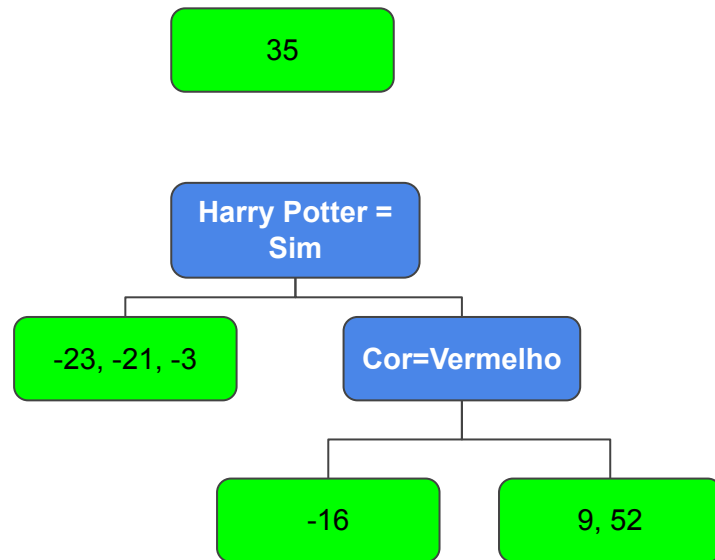 35
Harry Potter =
Sim
-23, -21, -3
Cor=Vermelho
-16
9, 52